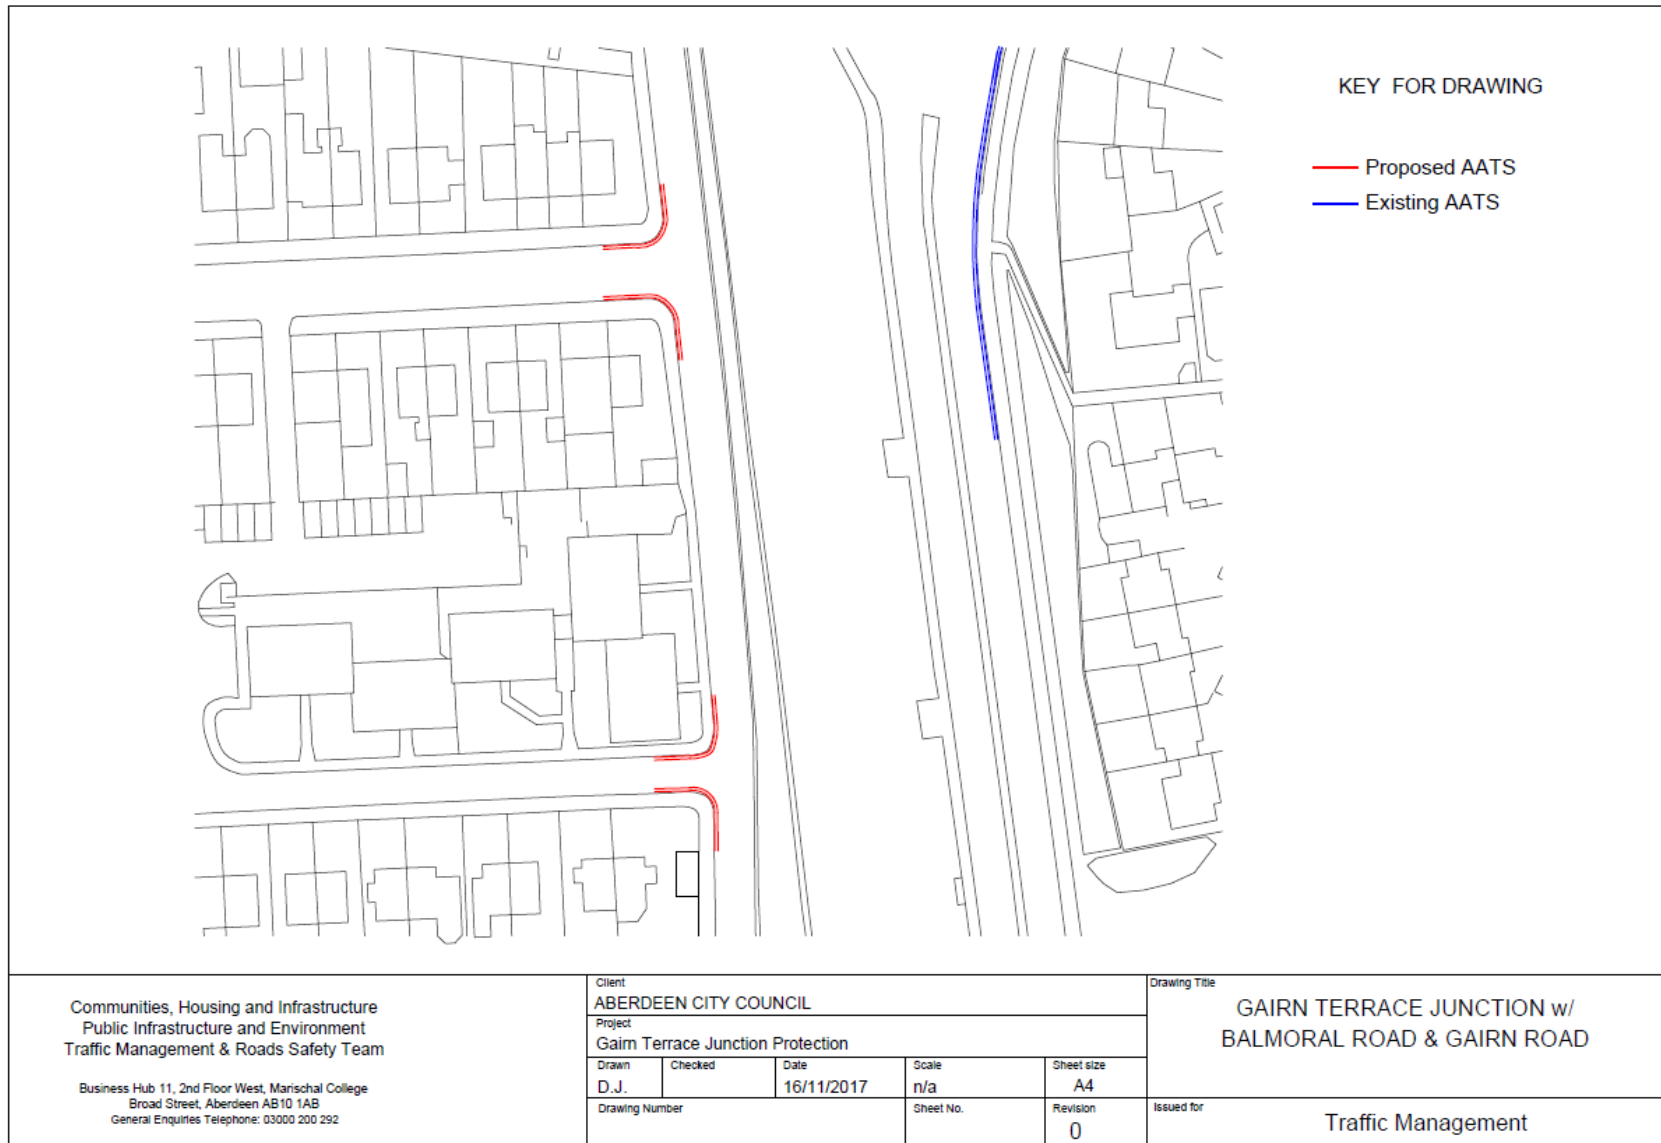 KEY FOR DRAWING
Proposed AATS
Existing AATS
Communities, Housing and Infrastructure
Public Infrastructure and Environment
Traffic Management & Roads Safety Team
Business Hub 11, 2nd Floor West, Marischal College
Broad Street, Aberdeen AB10 1AB
General Enquiries Telephone: 03000 200 292
Client
ABERDEEN CITY COUNCIL
Project
Gairn Terrace Junction Protection
Drawn
D.J.
Checked
Date
16/11/2017
Scale
n/a
Sheet size
A4
Drawing Number
Sheet No.
Revision
0
Drawing Title
GAIRN TERRACE JUNCTION w/
BALMORAL ROAD & GAIRN ROAD
Issued for
Traffic Management